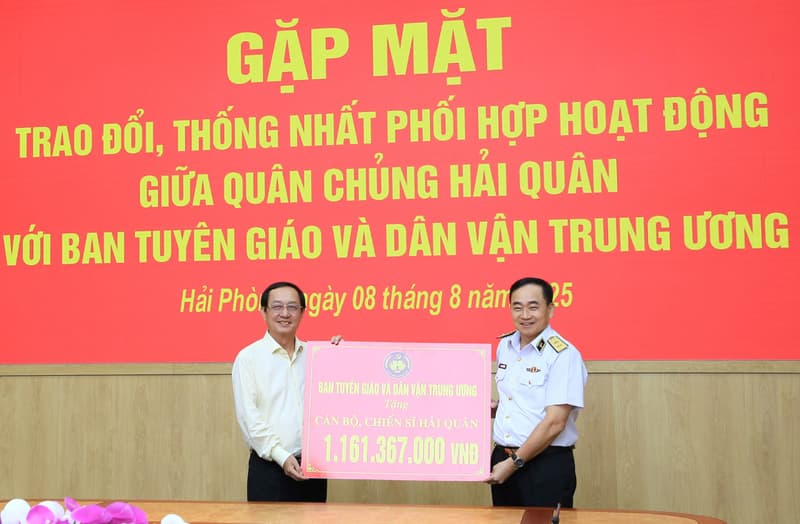 GẶP MẶT
TRAO ĐỔI, THỐNG NHẤT PHỐI HỢP HOẠT ĐỘNG
GIỮA QUÂN CHỦNG HẢI QUÂN
VỚI BAN TUYÊN GIÁO VÀ DÂN VẬN TRUNG ƯƠNG
Hải Phò ngày 08 tháng 8 năm 25
BAN TUYÊN GIÁO VÀ DÂN VẬN TRUNG ƯƠNG
Tặng
CÁN BỘ, CHIẾN SĨ HẢI QUÂN
1.161.367.000 VNĐ